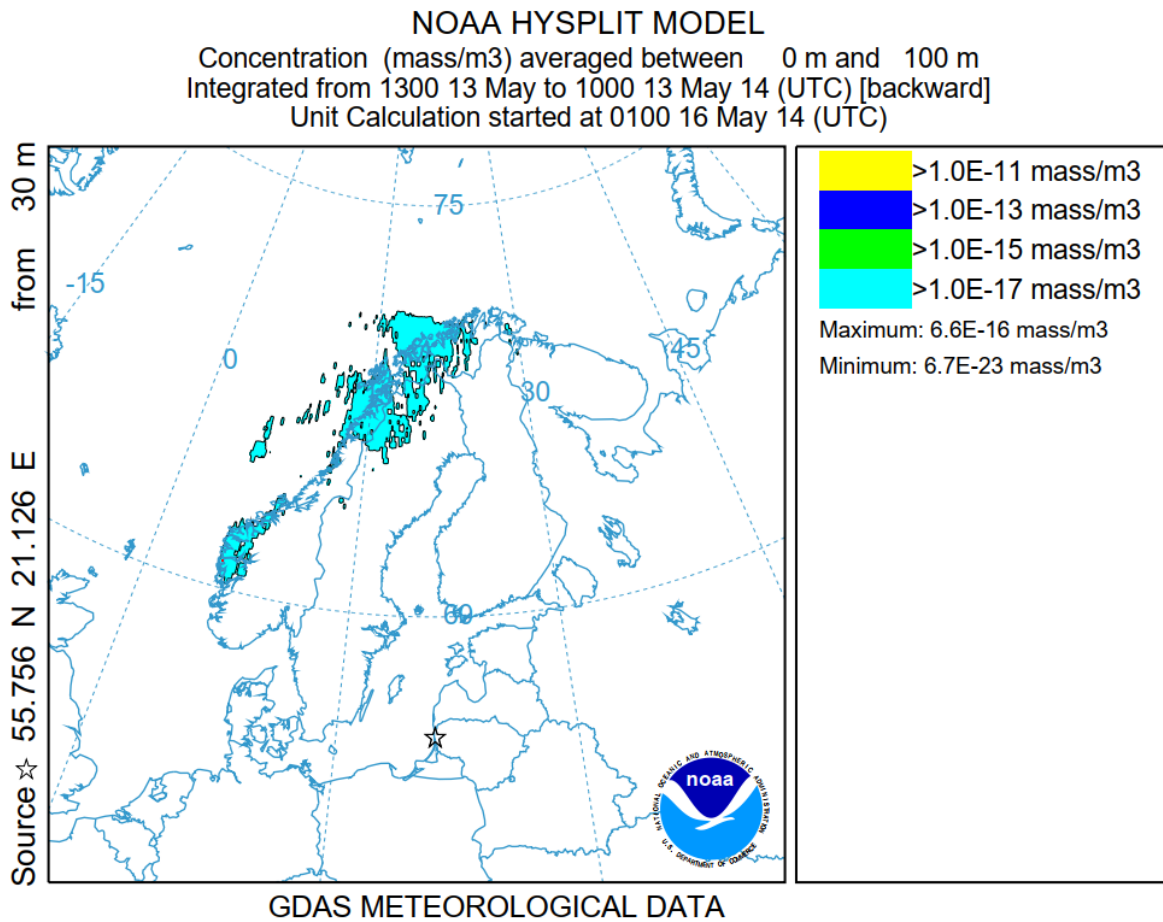 NOAA HYSPLIT MODEL
Concentration (mass/m3) averaged between 0 m and 100 m
Integrated from 1300 13 May to 1000 13 May 14 (UTC) [backward]
Unit Calculation started at 0100 16 May 14 (UTC)
Source ☆ 55.756 N 21.126 E from 30 m
75
-15
0
45
30
60
>1.0E-11 mass/m3
>1.0E-13 mass/m3
>1.0E-15 mass/m3
>1.0E-17 mass/m3
Maximum: 6.6E-16 mass/m3
Minimum: 6.7E-23 mass/m3
NATIONAL OCEANIC AND ATMOSPHERIC ADMINISTRATION
noaa
U.S. DEPARTMENT OF COMMERCE
GDAS METEOROLOGICAL DATA